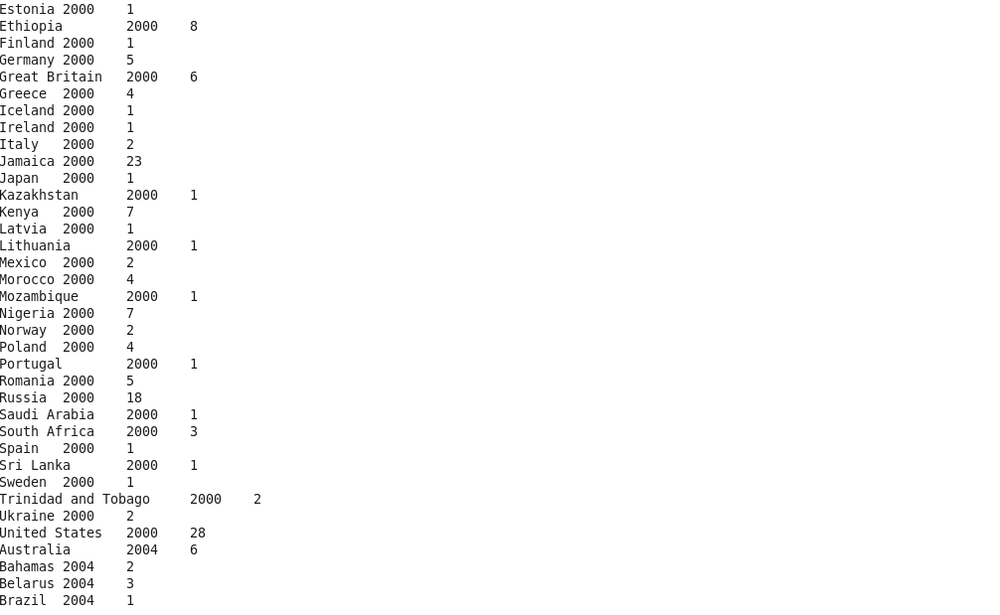 Estonia	2000	1
Ethiopia	2000	8
Finland	2000	1
Germany	2000	5
Great Britain	2000	6
Greece	2000	4
Iceland	2000	1
Ireland	2000	1
Italy	2000	2
Jamaica	2000	23
Japan	2000	1
Kazakhstan	2000	1
Kenya	2000	7
Latvia	2000	1
Lithuania	2000	1
Mexico	2000	2
Morocco	2000	4
Mozambique	2000	1
Nigeria	2000	7
Norway	2000	2
Poland	2000	4
Portugal	2000	1
Romania	2000	5
Russia	2000	18
Saudi Arabia	2000	1
South Africa	2000	3
Spain	2000	1
Sri Lanka	2000	1
Sweden	2000	1
Trinidad and Tobago	2000	2
Ukraine	2000	2
United States	2000	28
Australia	2004	6
Bahamas	2004	2
Belarus	2004	3
Brazil	2004	1